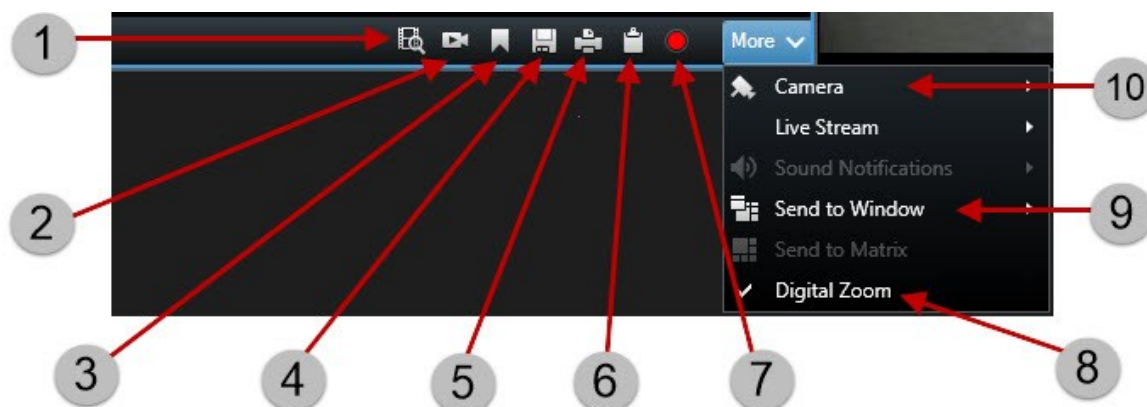 1
More
10
Camera
Live Stream
Sound Notifications
2
Send to Window
9
Send to Matrix
Digital Zoom
3
4
5
6
7
8